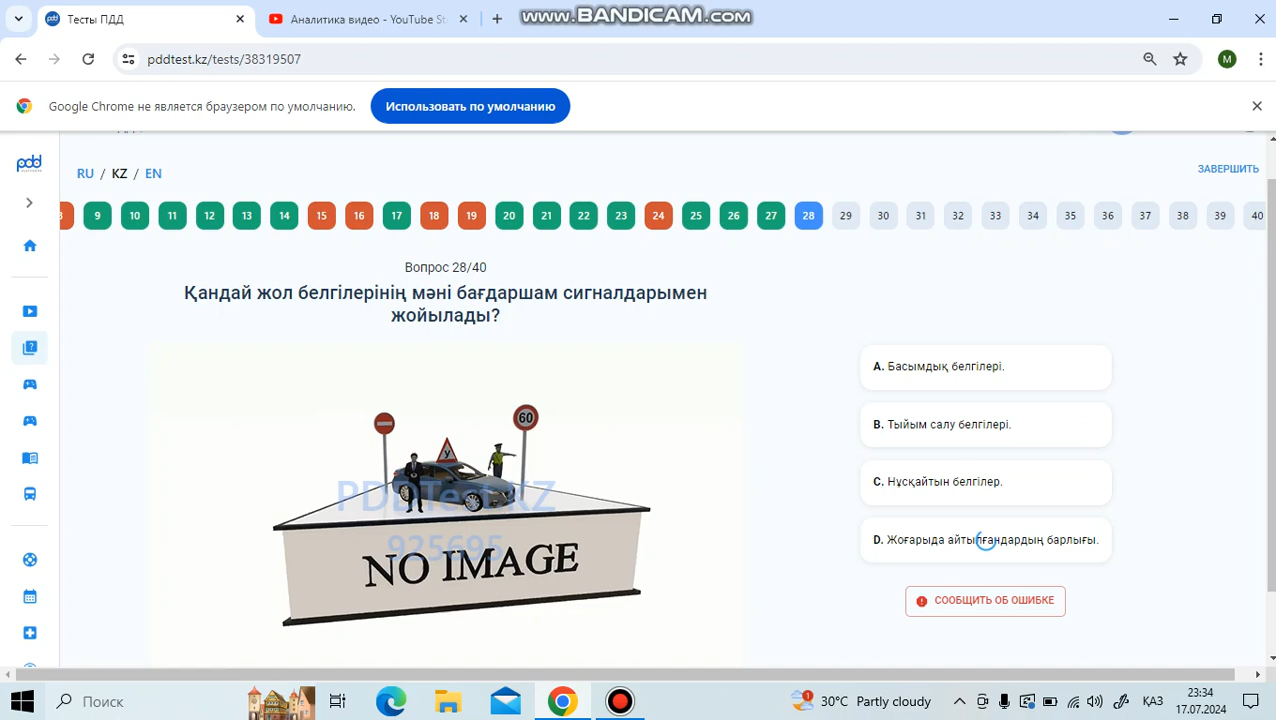 www.BANDICAM.com
Тесты ПДД
Аналитика видео - YouTube St
pddtest.kz/tests/38319507
M
Google Chrome не является браузером по умолчанию.
Использовать по умолчанию
pdd
RU / KZ / EN
ЗАВЕРШИТЬ
9 10 11 12 13 14 15 16 17 18 19 20 21 22 23 24 25 26 27 28 29 30 31 32 33 34 35 36 37 38 39 40
Вопрос 28/40
Қандай жол белгілерінің мәні бағдаршам сигналдарымен
жойылады?
A. Басымдық белгілері.
B. Тыйым салу белгілері.
C. Нұсқайтын белгілер.
D. Жоғарыда айтылғандардың барлығы.
60
У
PDDTest.KZ
925695
NO IMAGE
СООБЩИТЬ ОБ ОШИБКЕ
Поиск
1
30°C Partly cloudy
ҚАЗ
23:34
17.07.2024